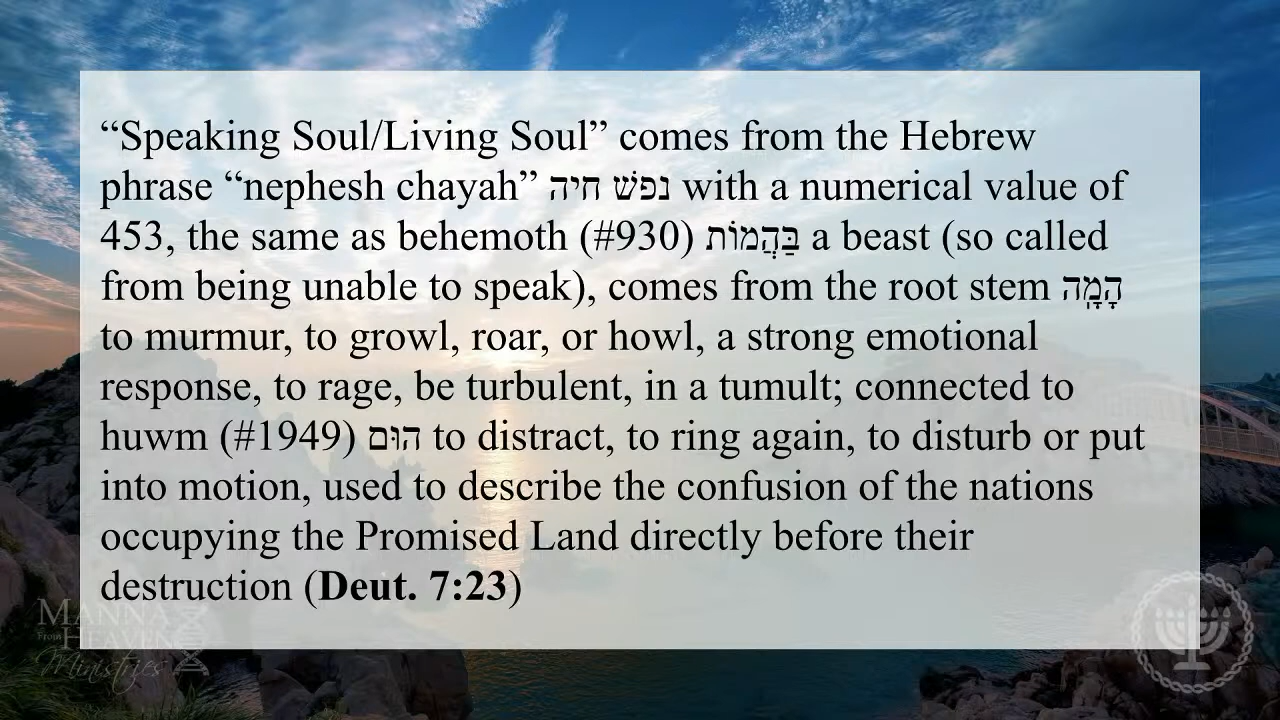 “Speaking Soul/Living Soul” comes from the Hebrew
phrase “nephesh chayah” נפשׁ חיה with a numerical value of
453, the same as behemoth (#930) בַּהֲמוֹת a beast (so called
from being unable to speak), comes from the root stem הָמָֽה
to murmur, to growl, roar, or howl, a strong emotional
response, to rage, be turbulent, in a tumult; connected to
huwm (#1949) הוּם to distract, to ring again, to disturb or put
into motion, used to describe the confusion of the nations
occupying the Promised Land directly before their
destruction (Deut. 7:23)
MANNA
From HEAVEN
Ministries